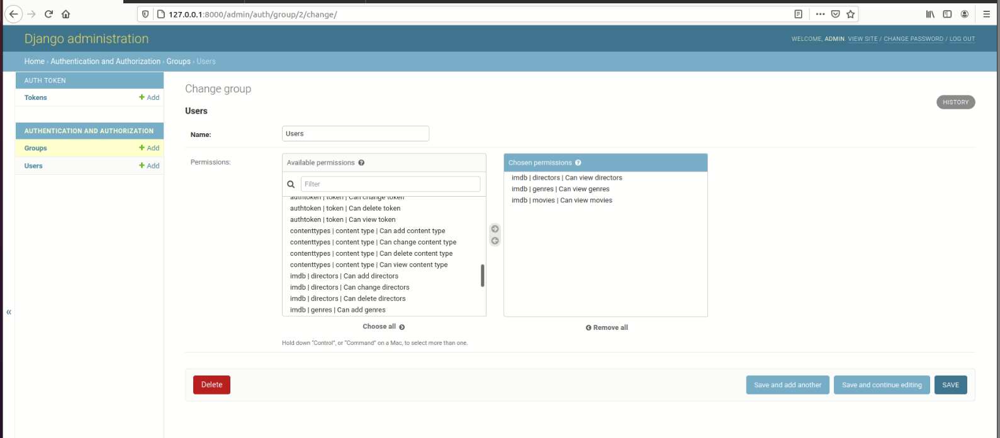 127.0.0.1:8000/admin/auth/group/2/change/
Django administration
WELCOME, ADMIN. VIEW SITE / CHANGE PASSWORD / LOG OUT
Home › Authentication and Authorization › Groups › Users
AUTH TOKEN
Tokens + Add
AUTHENTICATION AND AUTHORIZATION
Groups + Add
Users + Add
«
Change group
HISTORY
Users
Name: Users
Permissions:
Available permissions ?
Filter
authtoken | token | Can change token
authtoken | token | Can delete token
authtoken | token | Can view token
contenttypes | content type | Can add content type
contenttypes | content type | Can change content type
contenttypes | content type | Can delete content type
contenttypes | content type | Can view content type
imdb | directors | Can add directors
imdb | directors | Can change directors
imdb | directors | Can delete directors
imdb | genres | Can add genres
Choose all
Chosen permissions ?
imdb | directors | Can view directors
imdb | genres | Can view genres
imdb | movies | Can view movies
Remove all
Hold down “Control”, or “Command” on a Mac, to select more than one.
Delete
Save and add another
Save and continue editing
SAVE